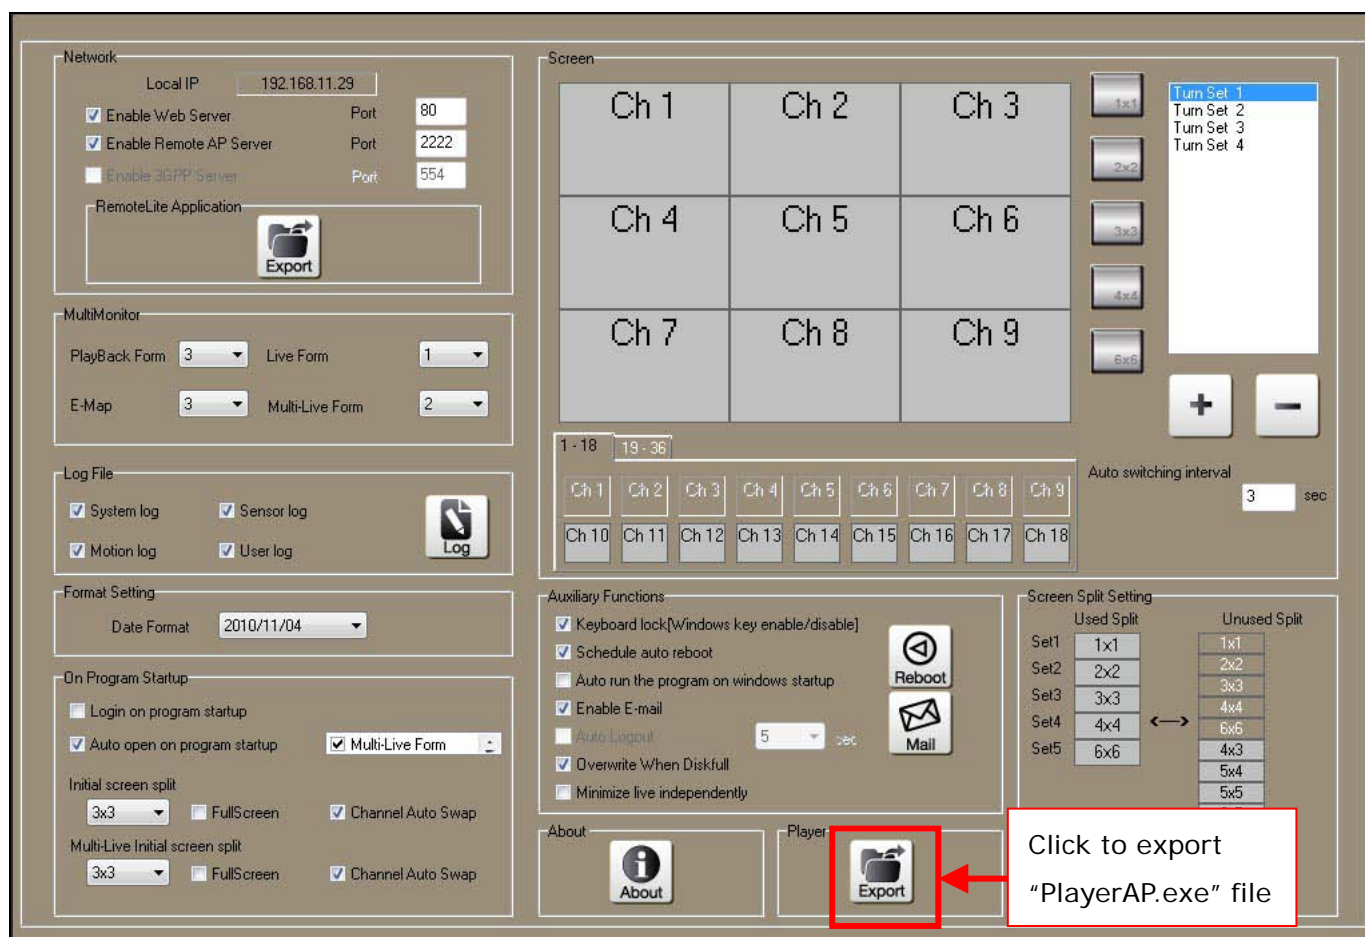 Network
Local IP 192.168.11.29
Enable Web Server Port 80
Enable Remote AP Server Port 2222
Enable 3GPP Server Port 554
RemoteLite Application
Export
MultiMonitor
PlayBack Form 3 Live Form 1
E-Map 3 Multi-Live Form 2
Log File
System log Sensor log
Motion log User log
Log
Format Setting
Date Format 2010/11/04
On Program Startup
Login on program startup
Auto open on program startup Multi-Live Form
Initial screen split
3x3 FullScreen Channel Auto Swap
Multi-Live Initial screen split
3x3 FullScreen Channel Auto Swap
Screen
Ch 1 Ch 2 Ch 3
Ch 4 Ch 5 Ch 6
Ch 7 Ch 8 Ch 9
1x1
2x2
3x3
4x4
6x6
Turn Set 1
Turn Set 2
Turn Set 3
Turn Set 4
+ −
1 - 18 19 - 36
Ch 1 Ch 2 Ch 3 Ch 4 Ch 5 Ch 6 Ch 7 Ch 8 Ch 9
Ch 10 Ch 11 Ch 12 Ch 13 Ch 14 Ch 15 Ch 16 Ch 17 Ch 18
Auto switching interval
3 sec
Auxiliary Functions
Keyboard lock[Windows key enable/disable]
Schedule auto reboot
Auto run the program on windows startup
Enable E-mail
Auto Logout 5 sec
Overwrite When Diskfull
Minimize live independently
Reboot
Mail
Screen Split Setting
Used Split Unused Split
Set1 1x1 1x1
Set2 2x2 2x2
Set3 3x3 3x3
Set4 4x4 <--> 4x4
Set5 6x6 6x6
4x3
5x4
5x5
About
About
Player
Export
Click to export
“PlayerAP.exe” file